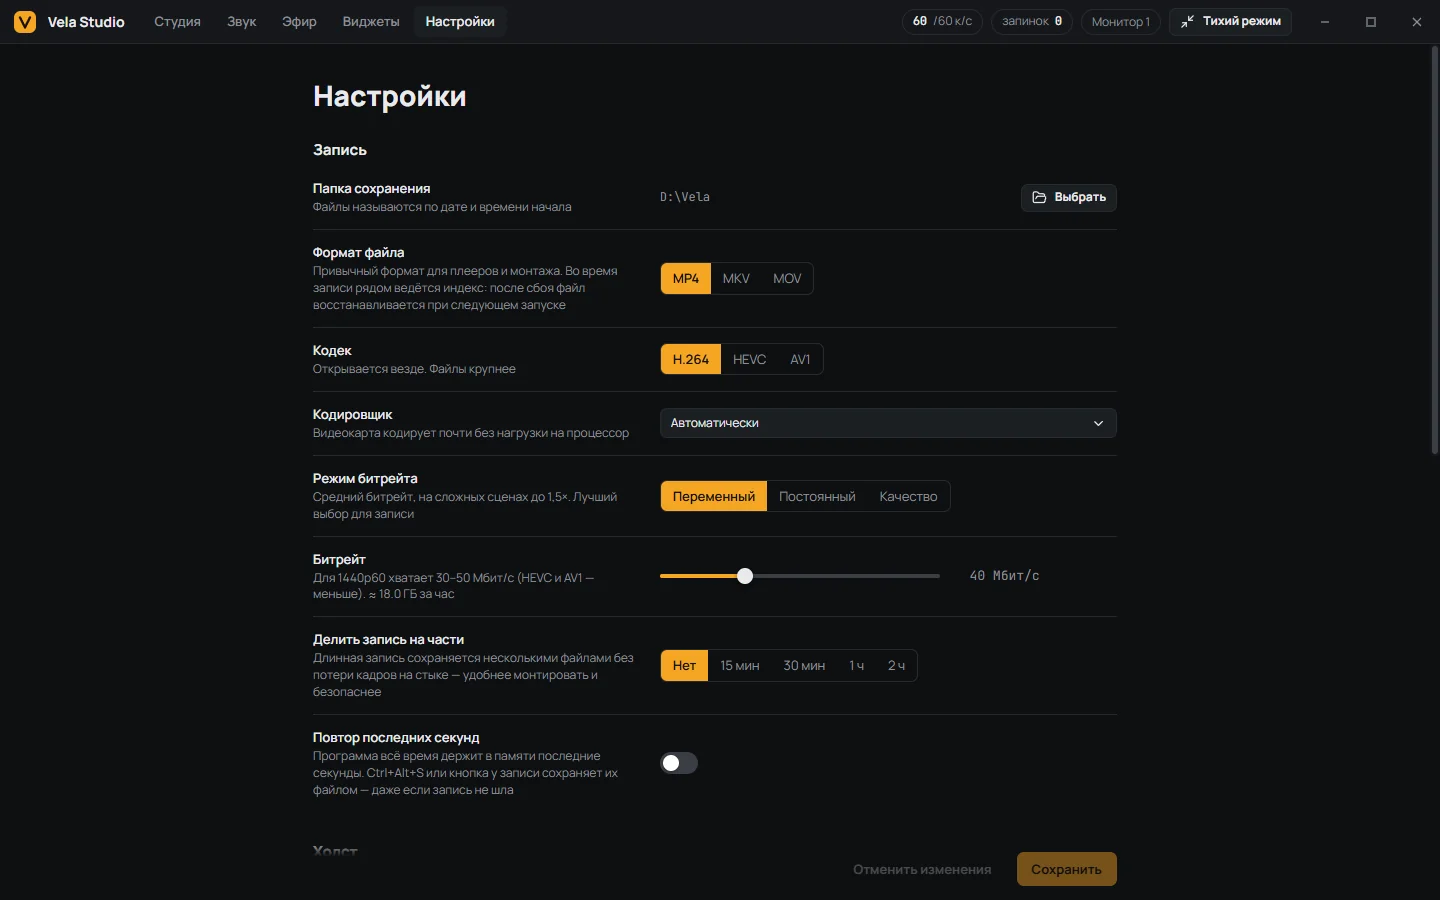 Vela Studio Студия Звук Эфир Виджеты Настройки 60 /60 к/с запинок 0 Монитор 1 Тихий режим
Настройки
Запись
Папка сохранения
Файлы называются по дате и времени начала
D:\Vela
Выбрать
Формат файла
Привычный формат для плееров и монтажа. Во время
записи рядом ведётся индекс: после сбоя файл
восстанавливается при следующем запуске
MP4 MKV MOV
Кодек
Открывается везде. Файлы крупнее
H.264 HEVC AV1
Кодировщик
Видеокарта кодирует почти без нагрузки на процессор
Автоматически
Режим битрейта
Средний битрейт, на сложных сценах до 1,5×. Лучший
выбор для записи
Переменный Постоянный Качество
Битрейт
Для 1440p60 хватает 30–50 Мбит/с (HEVC и AV1 —
меньше). ≈ 18.0 ГБ за час
40 Мбит/с
Делить запись на части
Длинная запись сохраняется несколькими файлами без
потери кадров на стыке — удобнее монтировать и
безопаснее
Нет 15 мин 30 мин 1 ч 2 ч
Повтор последних секунд
Программа всё время держит в памяти последние
секунды. Ctrl+Alt+S или кнопка у записи сохраняет их
файлом — даже если запись не шла
Холст
Отменить изменения Сохранить